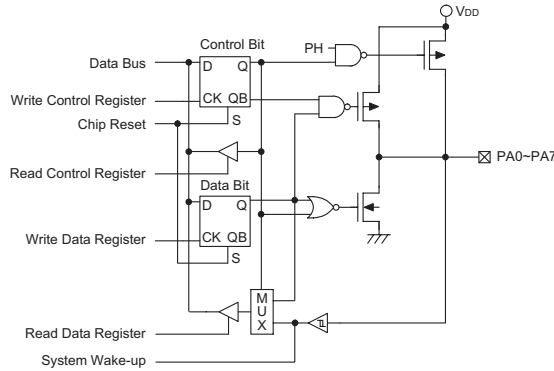 VDD
Control Bit
PH
Data Bus
D Q
Write Control Register
CK QB
Chip Reset
S
PA0~PA7
Read Control Register
Data Bit
D Q
Write Data Register
CK QB
S
M
U
X
Read Data Register
System Wake-up